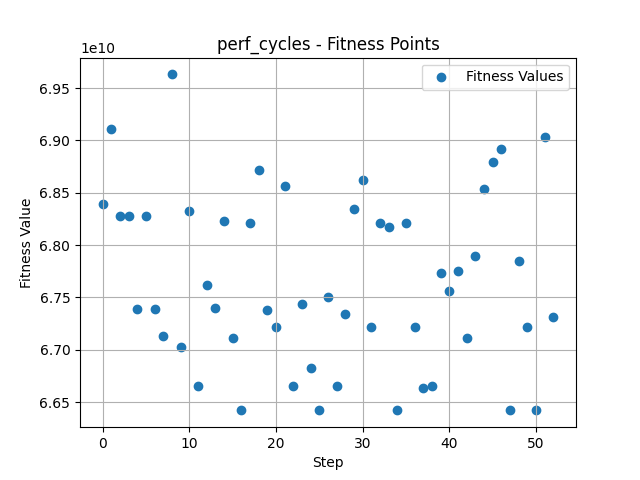 perf_cycles - Fitness Points
1e10
Fitness Values
6.95
6.90
6.85
6.80
6.75
6.70
6.65
Fitness Value
0 10 20 30 40 50
Step